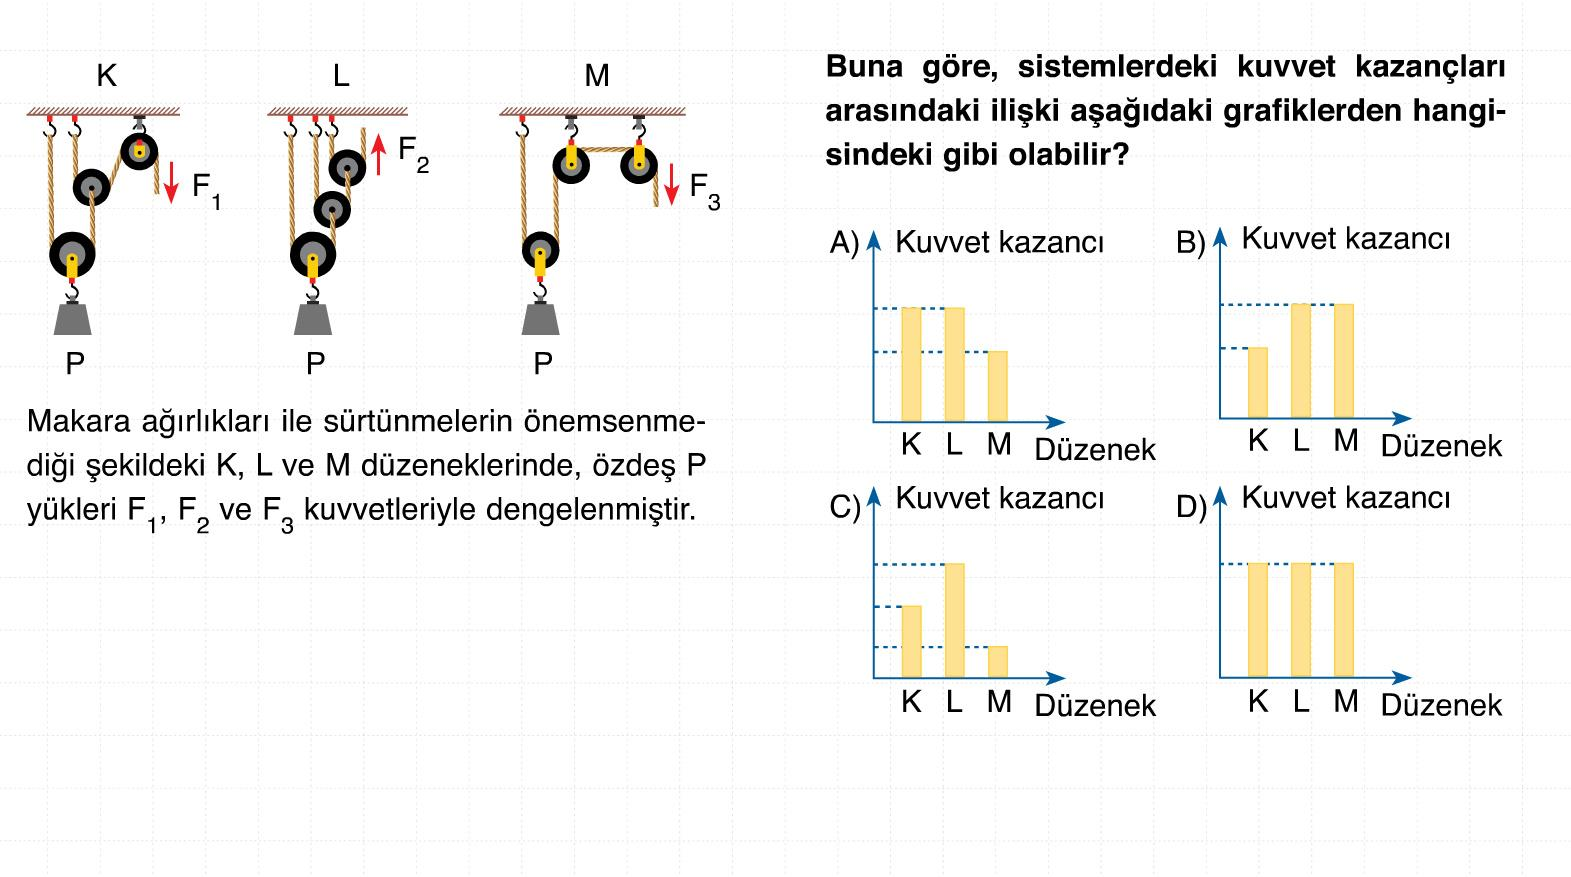 K L M
F1
F2
F3
P P P
Makara ağırlıkları ile sürtünmelerin önemsenme-
diği şekildeki K, L ve M düzeneklerinde, özdeş P
yükleri F1, F2 ve F3 kuvvetleriyle dengelenmiştir.
Buna göre, sistemlerdeki kuvvet kazançları
arasındaki ilişki aşağıdaki grafiklerden hangi-
sindeki gibi olabilir?
A) Kuvvet kazancı
K L M Düzenek
B) Kuvvet kazancı
K L M Düzenek
C) Kuvvet kazancı
K L M Düzenek
D) Kuvvet kazancı
K L M Düzenek